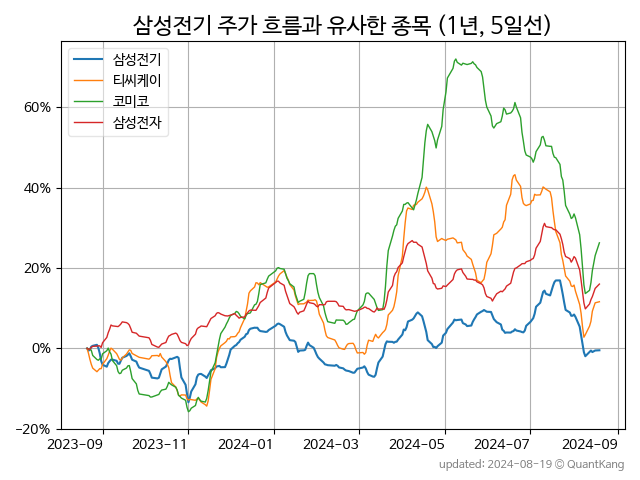 삼성전기 주가 흐름과 유사한 종목 (1년, 5일선)
삼성전기
티씨케이
코미코
삼성전자
60%
40%
20%
0%
−20%
2023-09
2023-11
2024-01
2024-03
2024-05
2024-07
2024-09
updated: 2024-08-19 © QuantKang